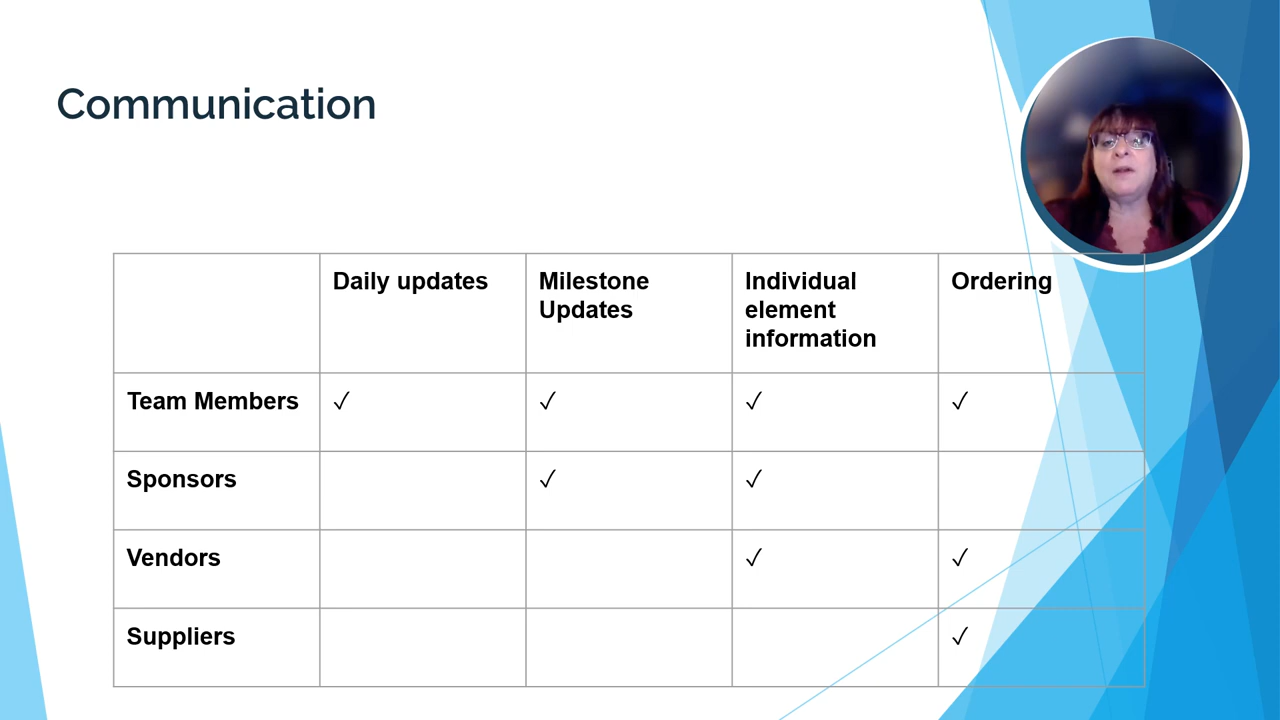 Communication
Daily updates
Milestone
Updates
Individual
element
information
Ordering
Team Members ✓ ✓ ✓ ✓
Sponsors ✓ ✓
Vendors ✓ ✓
Suppliers ✓